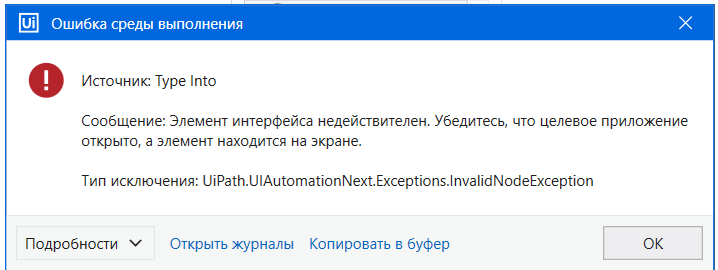 Ui Ошибка среды выполнения
Источник: Type Into
Сообщение: Элемент интерфейса недействителен. Убедитесь, что целевое приложение
открыто, а элемент находится на экране.
Тип исключения: UiPath.UIAutomationNext.Exceptions.InvalidNodeException
Подробности Открыть журналы Копировать в буфер ОК